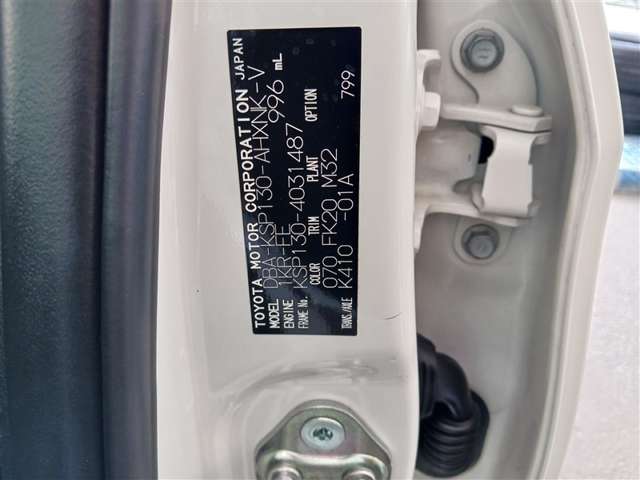 TOYOTA MOTOR CORPORATION JAPAN
MODEL DBA-KSP130-AHXNK-V
ENGINE 1KR-FE 996 mL
FRAME No. KSP130-4031487
COLOR TRIM PLANT OPTION
070 FK20 M32 799
TRANS./AXLE K410 -01A